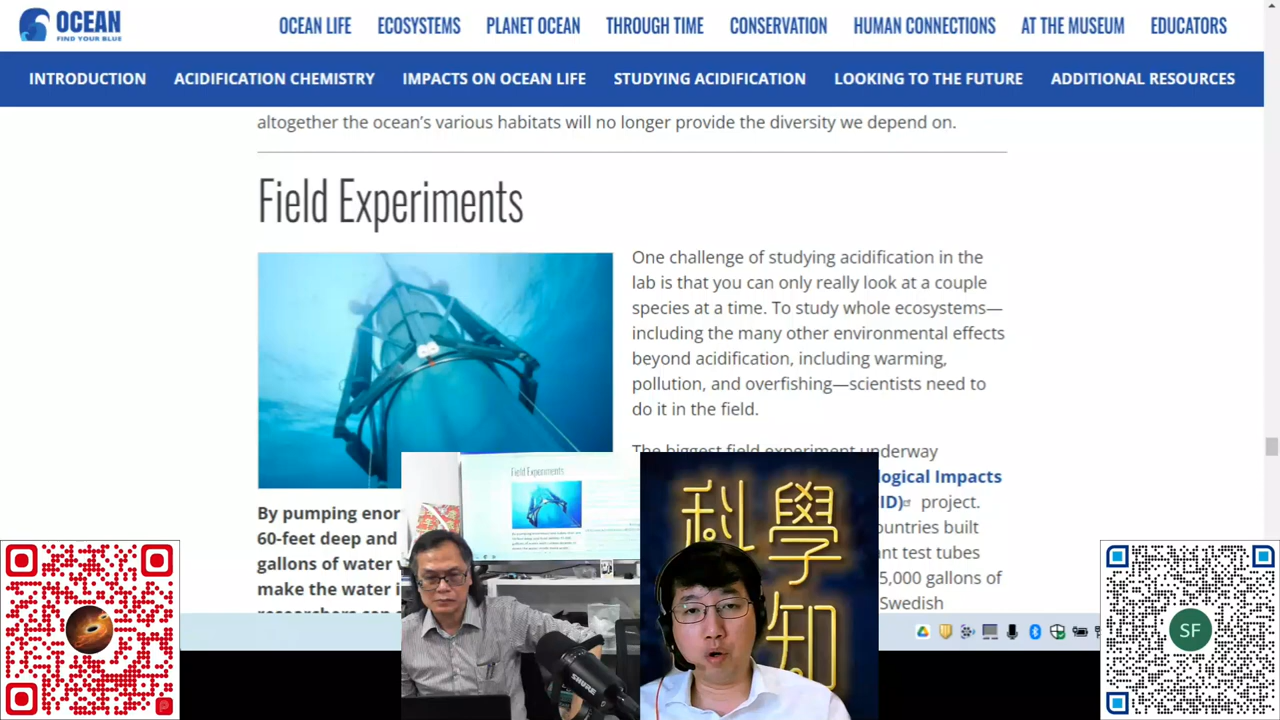 OCEAN
FIND YOUR BLUE
OCEAN LIFE
ECOSYSTEMS
PLANET OCEAN
THROUGH TIME
CONSERVATION
HUMAN CONNECTIONS
AT THE MUSEUM
EDUCATORS
INTRODUCTION
ACIDIFICATION CHEMISTRY
IMPACTS ON OCEAN LIFE
STUDYING ACIDIFICATION
LOOKING TO THE FUTURE
ADDITIONAL RESOURCES
altogether the ocean's various habitats will no longer provide the diversity we depend on.
Field Experiments
One challenge of studying acidification in the
lab is that you can only really look at a couple
species at a time. To study whole ecosystems—
including the many other environmental effects
beyond acidification, including warming,
pollution, and overfishing—scientists need to
do it in the field.
The biggest field experiment underway
logical Impacts
ID) project.
ountries built
nt test tubes
5,000 gallons of
Swedish
By pumping enor
60-feet deep and
gallons of water
make the water i
Field Experiments
科學
知
SHURE
SF